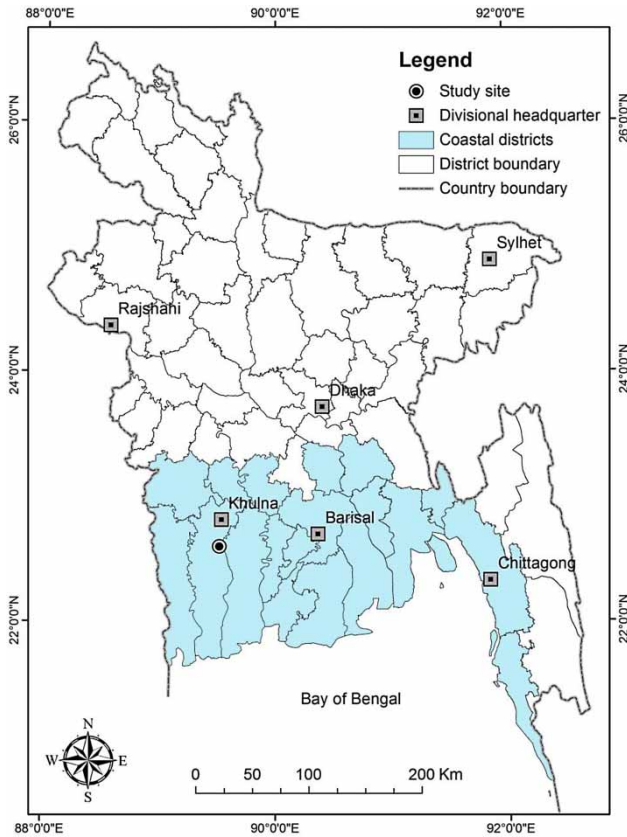 88°0'0"E 90°0'0"E 92°0'0"E
Legend
Study site
Divisional headquarter
Coastal districts
District boundary
Country boundary
26°0'0"N 26°0'0"N
Sylhet
Rajshahi
24°0'0"N 24°0'0"N
Dhaka
Khulna
Barisal
Chittagong
22°0'0"N 22°0'0"N
Bay of Bengal
N
W E
S
0 50 100 200 Km
88°0'0"E 90°0'0"E 92°0'0"E